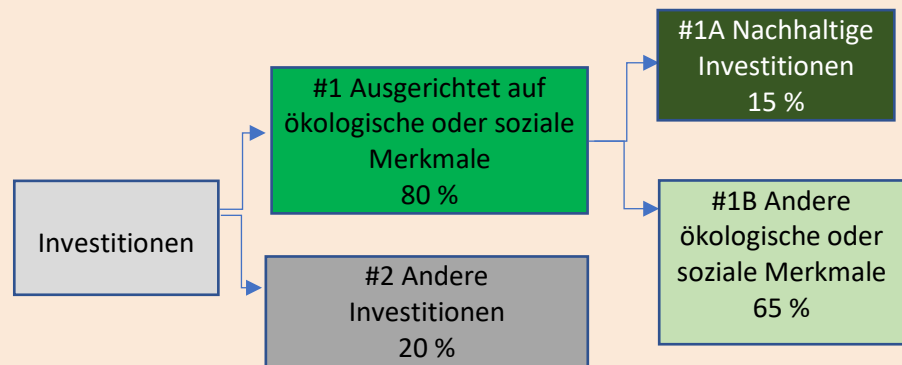 Investitionen
#1 Ausgerichtet auf
ökologische oder soziale
Merkmale
80 %
#2 Andere
Investitionen
20 %
#1A Nachhaltige
Investitionen
15 %
#1B Andere
ökologische oder
soziale Merkmale
65 %